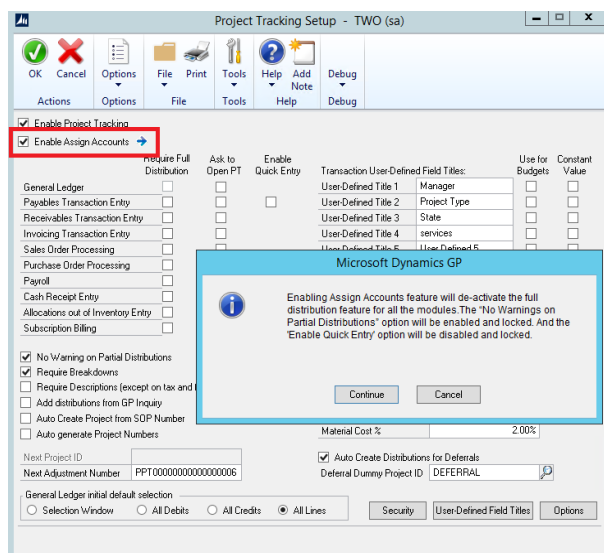 Project Tracking Setup - TWO (sa)
OK Cancel Options File Print Tools Help Add Note Debug
Actions Options File Tools Help Debug
Enable Project Tracking
Enable Assign Accounts
Require Full Distribution Ask to Open PT Enable Quick Entry Transaction User-Defined Field Titles: Use for Budgets Constant Value
General Ledger User-Defined Title 1 Manager
Payables Transaction Entry User-Defined Title 2 Project Type
Receivables Transaction Entry User-Defined Title 3 State
Invoicing Transaction Entry User-Defined Title 4 services
Sales Order Processing User-Defined Title 5 User Defined 5
Purchase Order Processing
Payroll
Cash Receipt Entry
Allocations out of Inventory Entry
Subscription Billing
Microsoft Dynamics GP
Enabling Assign Accounts feature will de-activate the full
distribution feature for all the modules.The "No Warnings on
Partial Distributions" option will be enabled and locked. And the
'Enable Quick Entry' option will be disabled and locked.
Continue Cancel
No Warning on Partial Distributions
Require Breakdowns
Require Descriptions (except on tax and
Add distributions from GP Inquiry
Auto Create Project from SOP Number
Auto generate Project Numbers
Material Cost % 2.00%
Next Project ID
Next Adjustment Number PPT00000000000000006
Auto Create Distributions for Deferrals
Deferral Dummy Project ID DEFERRAL
General Ledger initial default selection
Selection Window All Debits All Credits All Lines
Security User-Defined Field Titles Options